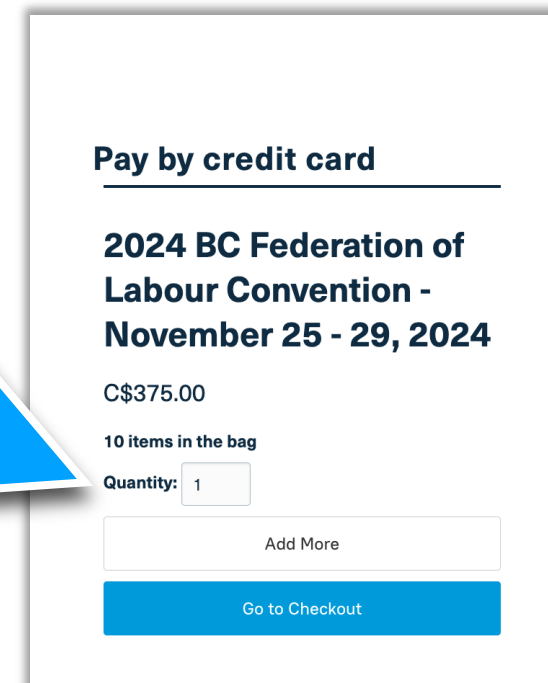 Pay by credit card
2024 BC Federation of
Labour Convention -
November 25 - 29, 2024
C$375.00
10 items in the bag
Quantity: 1
Add More
Go to Checkout